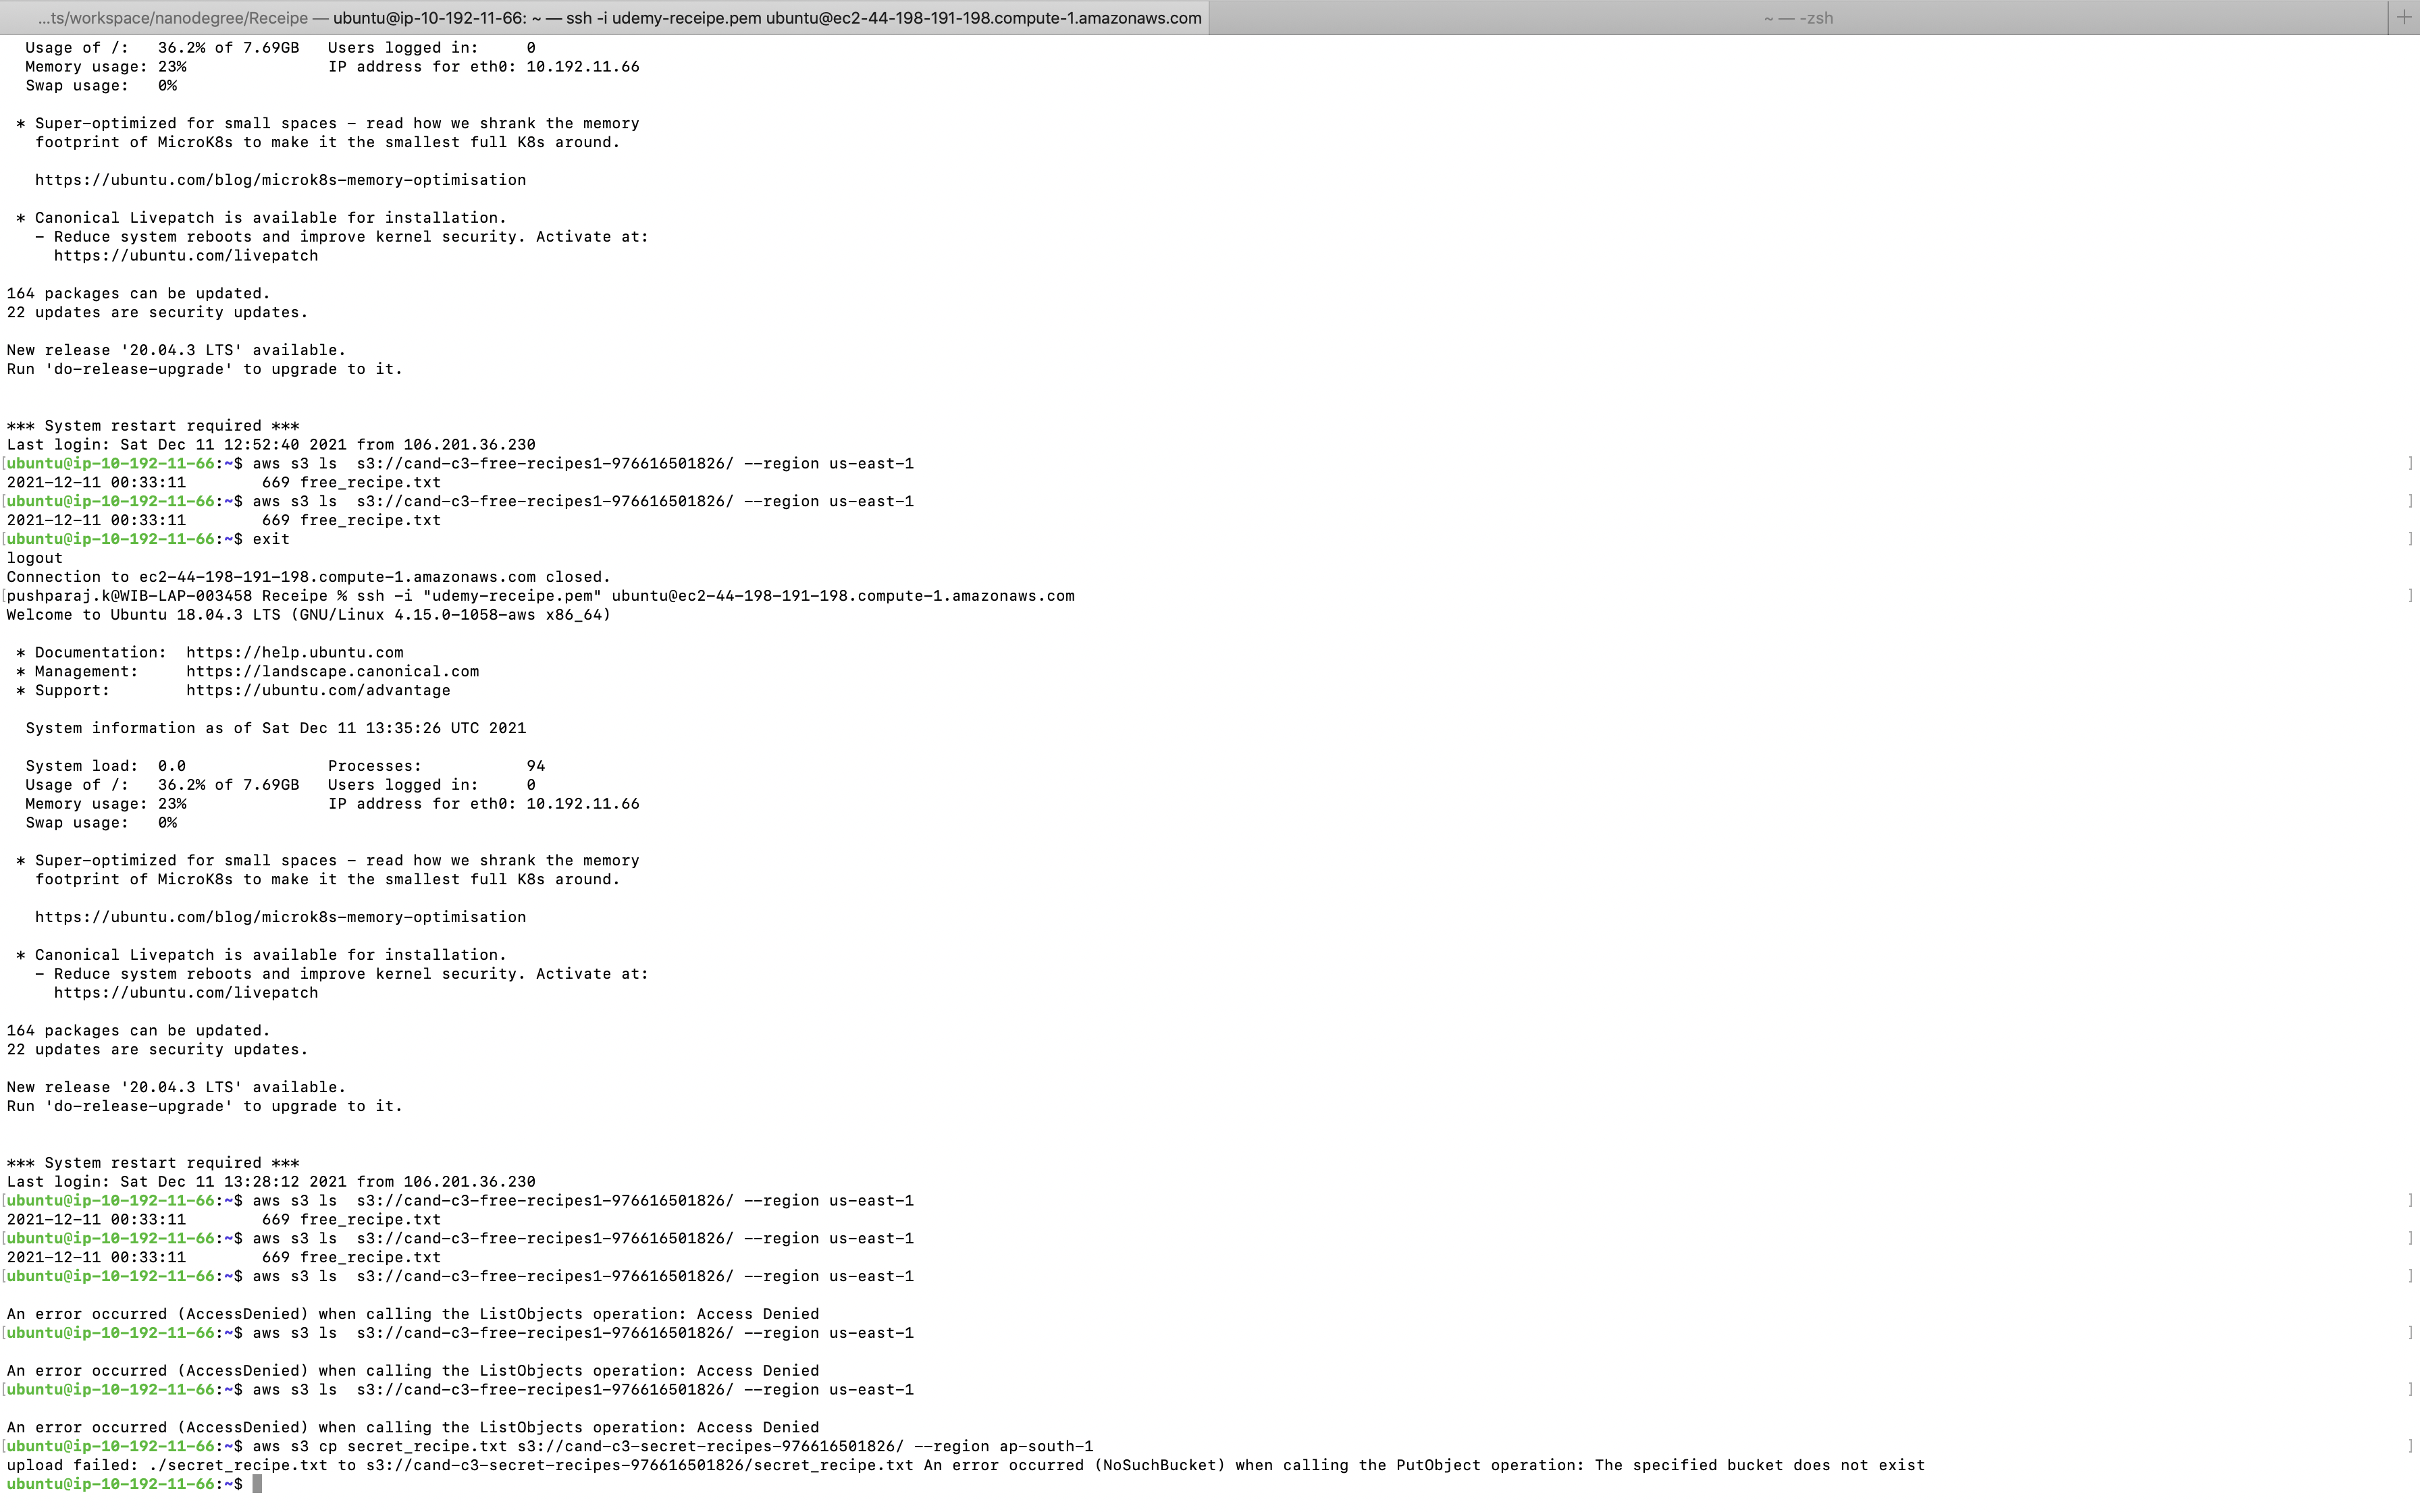 ...ts/workspace/nanodegree/Receipe — ubuntu@ip-10-192-11-66: ~ — ssh -i udemy-receipe.pem ubuntu@ec2-44-198-191-198.compute-1.amazonaws.com
~ — -zsh
Usage of /:   36.2% of 7.69GB   Users logged in:     0
Memory usage: 23%               IP address for eth0: 10.192.11.66
Swap usage:   0%
* Super-optimized for small spaces - read how we shrank the memory
footprint of MicroK8s to make it the smallest full K8s around.
https://ubuntu.com/blog/microk8s-memory-optimisation
* Canonical Livepatch is available for installation.
- Reduce system reboots and improve kernel security. Activate at:
https://ubuntu.com/livepatch
164 packages can be updated.
22 updates are security updates.
New release '20.04.3 LTS' available.
Run 'do-release-upgrade' to upgrade to it.
*** System restart required ***
Last login: Sat Dec 11 12:52:40 2021 from 106.201.36.230
[ubuntu@ip-10-192-11-66:~$ aws s3 ls  s3://cand-c3-free-recipes1-976616501826/ --region us-east-1 ]
2021-12-11 00:33:11        669 free_recipe.txt
[ubuntu@ip-10-192-11-66:~$ aws s3 ls  s3://cand-c3-free-recipes1-976616501826/ --region us-east-1 ]
2021-12-11 00:33:11        669 free_recipe.txt
[ubuntu@ip-10-192-11-66:~$ exit ]
logout
Connection to ec2-44-198-191-198.compute-1.amazonaws.com closed.
[pushparaj.k@WIB-LAP-003458 Receipe % ssh -i "udemy-receipe.pem" ubuntu@ec2-44-198-191-198.compute-1.amazonaws.com ]
Welcome to Ubuntu 18.04.3 LTS (GNU/Linux 4.15.0-1058-aws x86_64)
* Documentation:  https://help.ubuntu.com
* Management:     https://landscape.canonical.com
* Support:        https://ubuntu.com/advantage
System information as of Sat Dec 11 13:35:26 UTC 2021
System load:  0.0               Processes:           94
Usage of /:   36.2% of 7.69GB   Users logged in:     0
Memory usage: 23%               IP address for eth0: 10.192.11.66
Swap usage:   0%
* Super-optimized for small spaces - read how we shrank the memory
footprint of MicroK8s to make it the smallest full K8s around.
https://ubuntu.com/blog/microk8s-memory-optimisation
* Canonical Livepatch is available for installation.
- Reduce system reboots and improve kernel security. Activate at:
https://ubuntu.com/livepatch
164 packages can be updated.
22 updates are security updates.
New release '20.04.3 LTS' available.
Run 'do-release-upgrade' to upgrade to it.
*** System restart required ***
Last login: Sat Dec 11 13:28:12 2021 from 106.201.36.230
[ubuntu@ip-10-192-11-66:~$ aws s3 ls  s3://cand-c3-free-recipes1-976616501826/ --region us-east-1 ]
2021-12-11 00:33:11        669 free_recipe.txt
[ubuntu@ip-10-192-11-66:~$ aws s3 ls  s3://cand-c3-free-recipes1-976616501826/ --region us-east-1 ]
2021-12-11 00:33:11        669 free_recipe.txt
[ubuntu@ip-10-192-11-66:~$ aws s3 ls  s3://cand-c3-free-recipes1-976616501826/ --region us-east-1 ]
An error occurred (AccessDenied) when calling the ListObjects operation: Access Denied
[ubuntu@ip-10-192-11-66:~$ aws s3 ls  s3://cand-c3-free-recipes1-976616501826/ --region us-east-1 ]
An error occurred (AccessDenied) when calling the ListObjects operation: Access Denied
[ubuntu@ip-10-192-11-66:~$ aws s3 ls  s3://cand-c3-free-recipes1-976616501826/ --region us-east-1 ]
An error occurred (AccessDenied) when calling the ListObjects operation: Access Denied
[ubuntu@ip-10-192-11-66:~$ aws s3 cp secret_recipe.txt s3://cand-c3-secret-recipes-976616501826/ --region ap-south-1 ]
upload failed: ./secret_recipe.txt to s3://cand-c3-secret-recipes-976616501826/secret_recipe.txt An error occurred (NoSuchBucket) when calling the PutObject operation: The specified bucket does not exist
ubuntu@ip-10-192-11-66:~$